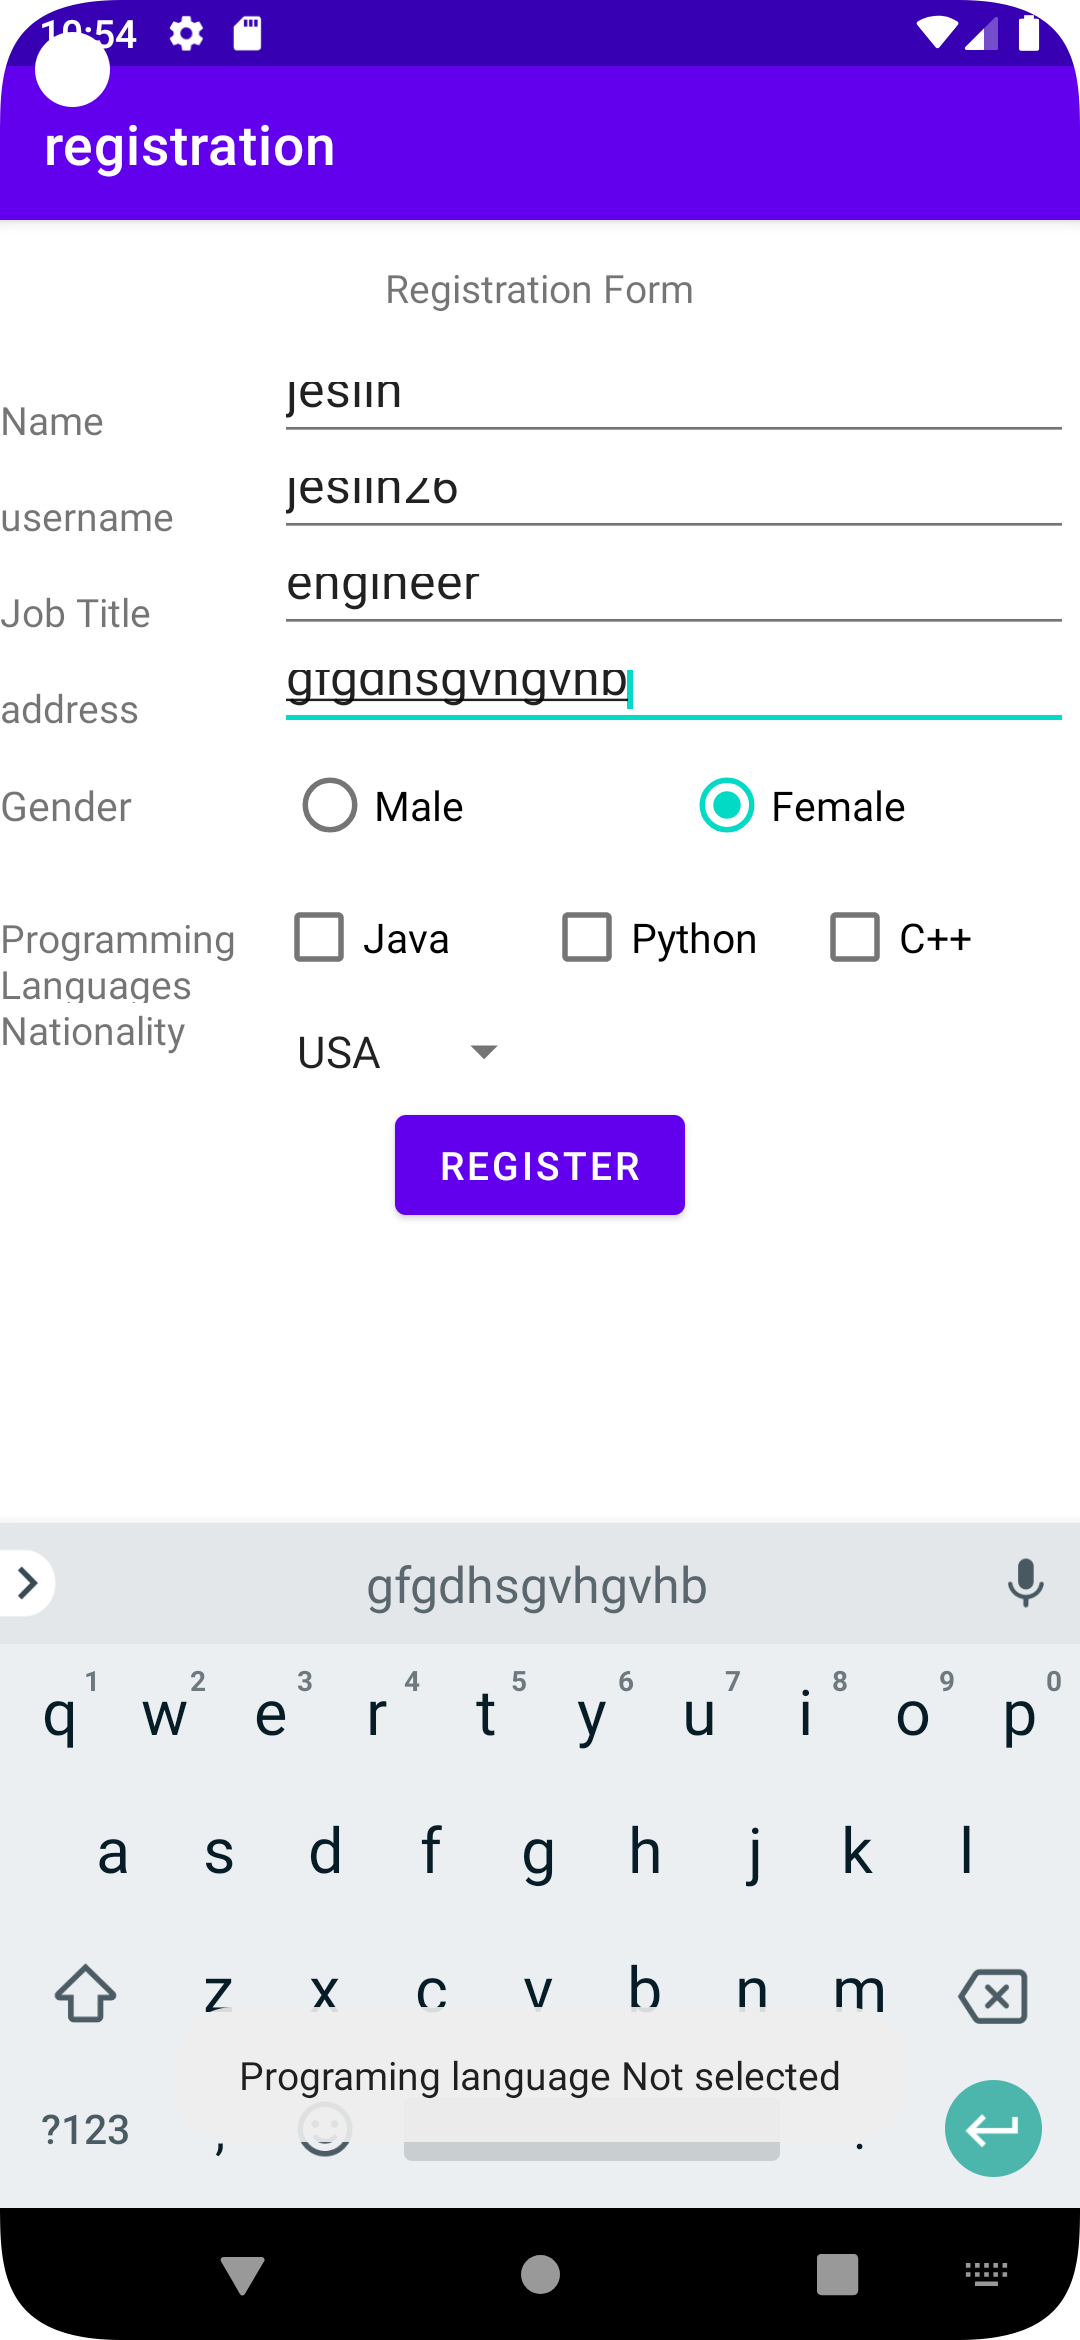 10:54
registration
Registration Form
Name jeslin
username jeslin26
Job Title engineer
address gfgdhsgvhgvhb
Gender Male Female
Programming Java Python C++
Languages
Nationality
USA
REGISTER
gfgdhsgvhgvhb
q 1 w 2 e 3 r 4 t 5 y 6 u 7 i 8 o 9 p 0
a s d f g h j k l
z x c v b n m
Programing language Not selected
?123 , .